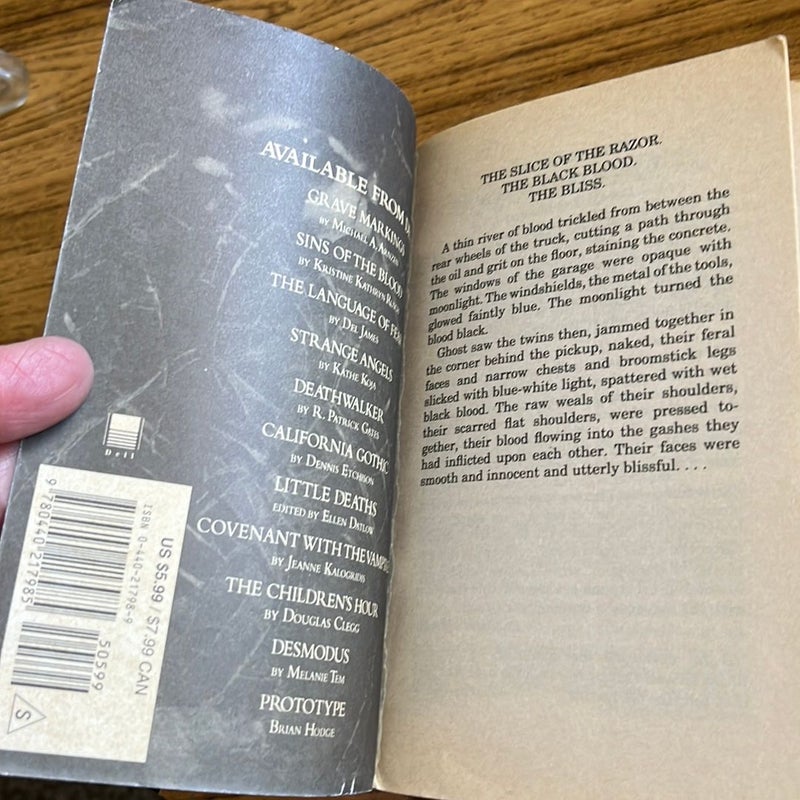 AVAILABLE FROM
GRAVE MARKINGS
BY MICHAEL A. ARNZEN
SINS OF THE BLOOD
BY KRISTINE KATHRYN
THE LANGUAGE OF FEAR
BY DEL JAMES
STRANGE ANGELS
BY KATHE KOJA
DEATHWALKER
BY R. PATRICK GATES
CALIFORNIA GOTHIC
BY DENNIS ETCHISON
LITTLE DEATHS
EDITED BY ELLEN DATLOW
COVENANT WITH THE VAMPIRE
BY JEANNE KALOGRIDIS
THE CHILDREN'S HOUR
BY DOUGLAS CLEGG
DESMODUS
BY MELANIE TEM
PROTOTYPE
BRIAN HODGE
Dell
ISBN 0-440-21798-9
US $5.99 / $7.99 CAN
9780440217985
50599
S
THE SLICE OF THE RAZOR.
THE BLACK BLOOD.
THE BLISS.
A thin river of blood trickled from between the
rear wheels of the truck, cutting a path through
the oil and grit on the floor, staining the concrete.
The windows of the garage were opaque with
moonlight. The windshields, the metal of the tools,
glowed faintly blue. The moonlight turned the
blood black.
Ghost saw the twins then, jammed together in
the corner behind the pickup, naked, their feral
faces and narrow chests and broomstick legs
slicked with blue-white light, spattered with wet
black blood. The raw weals of their shoulders,
their scarred flat shoulders, were pressed to-
gether, their blood flowing into the gashes they
had inflicted upon each other. Their faces were
smooth and innocent and utterly blissful. . . .